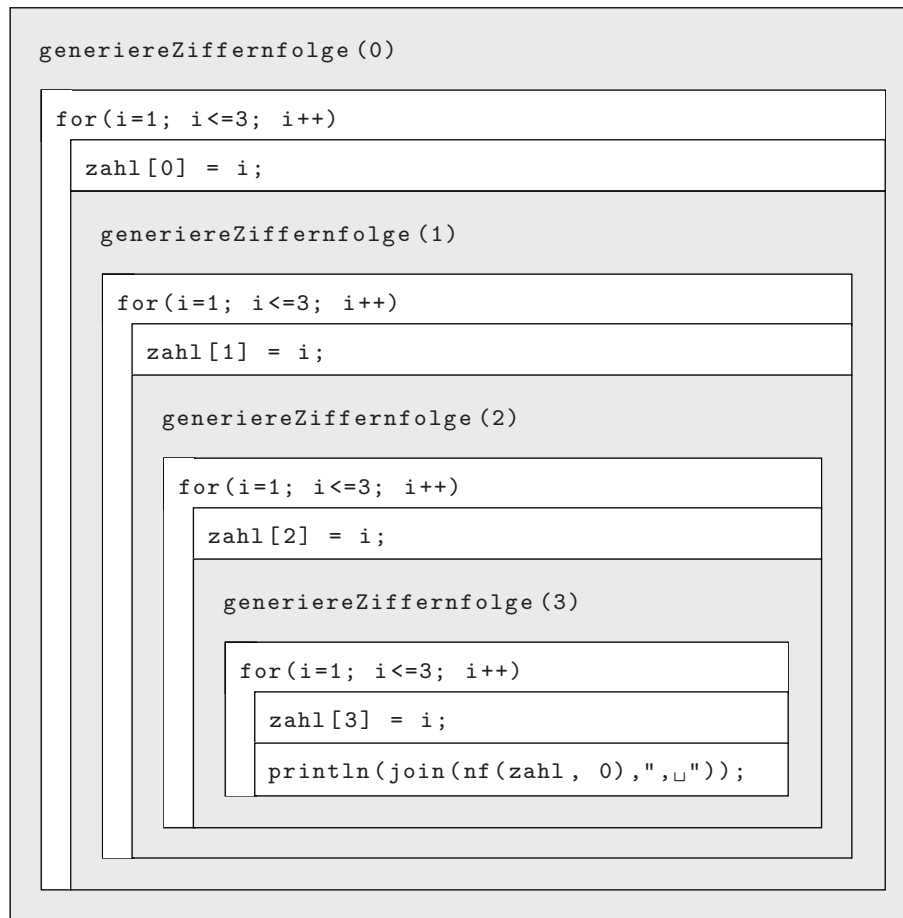 generiereZiffernfolge(0)
for(i=1; i<=3; i++)
zahl[0] = i;
generiereZiffernfolge(1)
for(i=1; i<=3; i++)
zahl[1] = i;
generiereZiffernfolge(2)
for(i=1; i<=3; i++)
zahl[2] = i;
generiereZiffernfolge(3)
for(i=1; i<=3; i++)
zahl[3] = i;
println(join(nf(zahl, 0),",␣"));